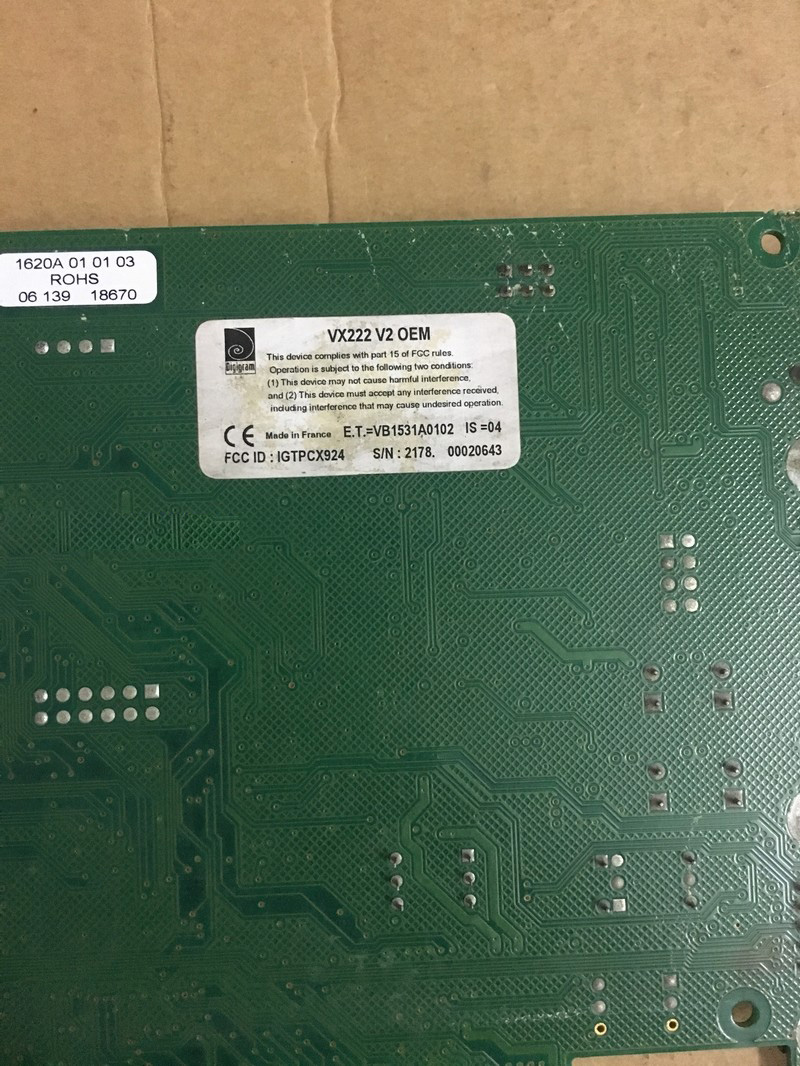 1620A 01 01 03
ROHS
06 139 18670
Digigram
VX222 V2 OEM
This device complies with part 15 of FCC rules.
Operation is subject to the following two conditions:
(1) This device may not cause harmful interference,
and (2) This device must accept any interference received,
including interference that may cause undesired operation.
CE Made in France E.T.=VB1531A0102 IS =04
FCC ID : IGTPCX924 S/N : 2178. 00020643